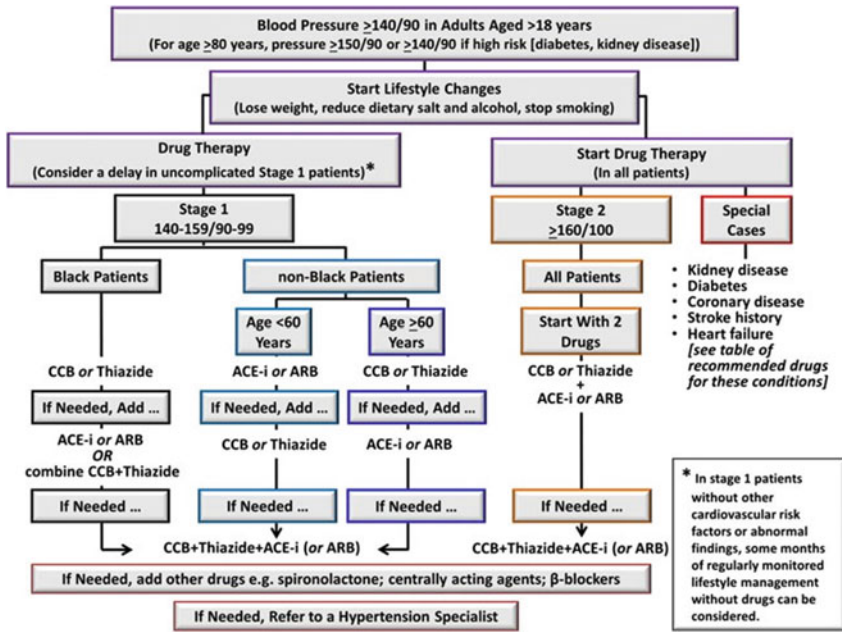 Blood Pressure ≥140/90 in Adults Aged >18 years
(For age ≥80 years, pressure ≥150/90 or ≥140/90 if high risk [diabetes, kidney disease])
Start Lifestyle Changes
(Lose weight, reduce dietary salt and alcohol, stop smoking)
Drug Therapy
(Consider a delay in uncomplicated Stage 1 patients)*
Start Drug Therapy
(In all patients)
Stage 1
140-159/90-99
Stage 2
≥160/100
Special
Cases
Black Patients
non-Black Patients
All Patients
• Kidney disease
• Diabetes
• Coronary disease
• Stroke history
• Heart failure
[see table of
recommended drugs
for these conditions]
Age <60
Years
Age ≥60
Years
Start With 2
Drugs
CCB or Thiazide
ACE-i or ARB
CCB or Thiazide
CCB or Thiazide
+
ACE-i or ARB
If Needed, Add ...
If Needed, Add ...
If Needed, Add ...
ACE-i or ARB
OR
combine CCB+Thiazide
CCB or Thiazide
ACE-i or ARB
If Needed ...
If Needed ...
If Needed ...
If Needed ...
CCB+Thiazide+ACE-i (or ARB)
CCB+Thiazide+ACE-i (or ARB)
If Needed, add other drugs e.g. spironolactone; centrally acting agents; β-blockers
If Needed, Refer to a Hypertension Specialist
* In stage 1 patients
without other
cardiovascular risk
factors or abnormal
findings, some months
of regularly monitored
lifestyle management
without drugs can be
considered.